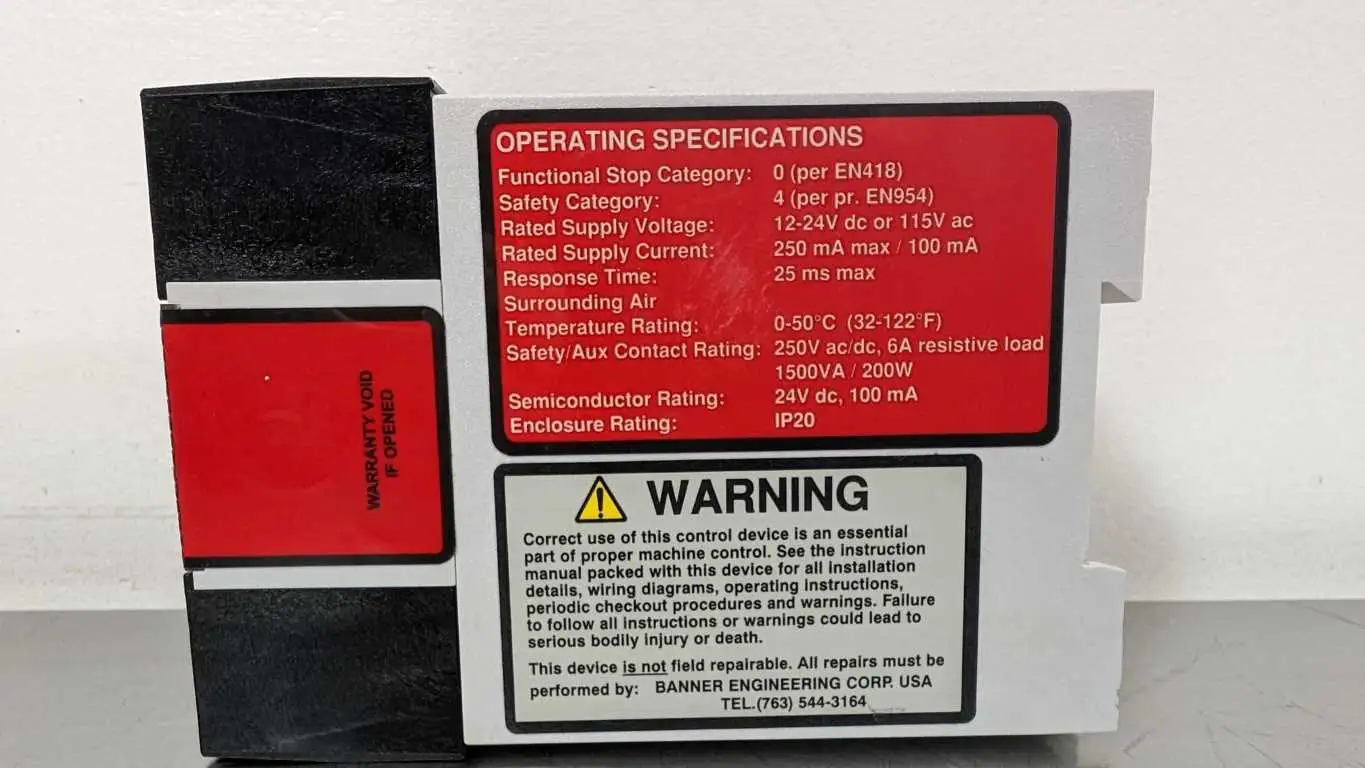 OPERATING SPECIFICATIONS
Functional Stop Category: 0 (per EN418)
Safety Category: 4 (per pr. EN954)
Rated Supply Voltage: 12-24V dc or 115V ac
Rated Supply Current: 250 mA max / 100 mA
Response Time: 25 ms max
Surrounding Air
Temperature Rating: 0-50°C (32-122°F)
Safety/Aux Contact Rating: 250V ac/dc, 6A resistive load
1500VA / 200W
Semiconductor Rating: 24V dc, 100 mA
Enclosure Rating: IP20
WARRANTY VOID
IF OPENED
WARNING
Correct use of this control device is an essential
part of proper machine control. See the instruction
manual packed with this device for all installation
details, wiring diagrams, operating instructions,
periodic checkout procedures and warnings. Failure
to follow all instructions or warnings could lead to
serious bodily injury or death.
This device is not field repairable. All repairs must be
performed by: BANNER ENGINEERING CORP. USA
TEL.(763) 544-3164